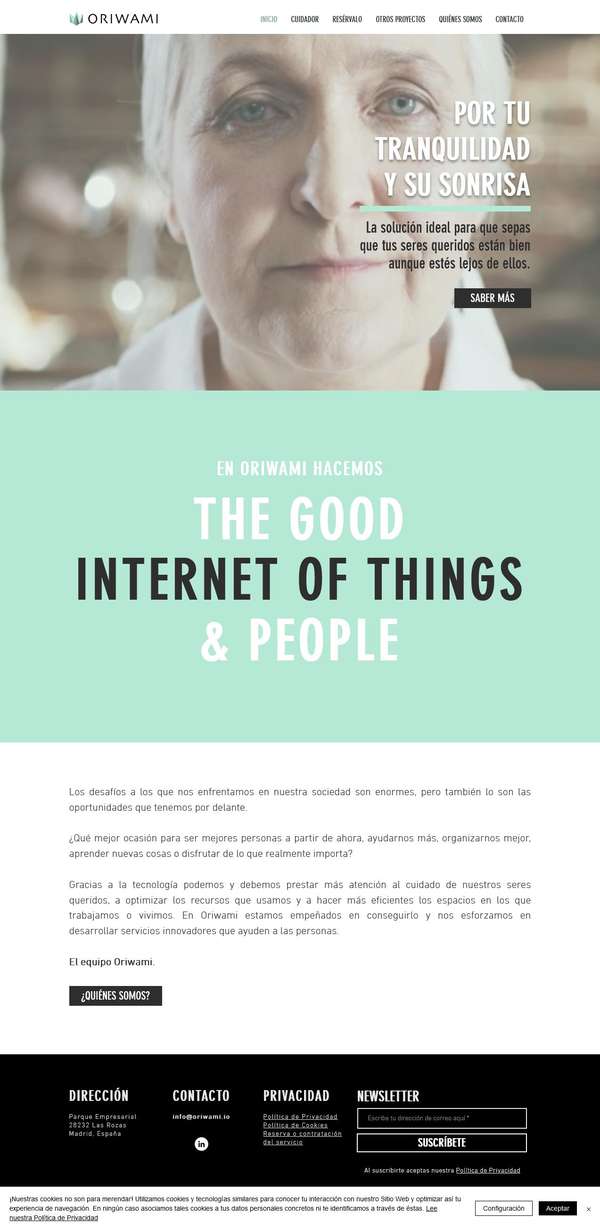 ORIWAMI
INICIO CUIDADOR RESÉRVALO OTROS PROYECTOS QUIÉNES SOMOS CONTACTO
POR TU
TRANQUILIDAD
Y SU SONRISA
La solución ideal para que sepas
que tus seres queridos están bien
aunque estés lejos de ellos.
SABER MÁS
EN ORIWAMI HACEMOS
THE GOOD
INTERNET OF THINGS
& PEOPLE
Los desafíos a los que nos enfrentamos en nuestra sociedad son enormes, pero también lo son las
oportunidades que tenemos por delante.
¿Qué mejor ocasión para ser mejores personas a partir de ahora, ayudarnos más, organizarnos mejor,
aprender nuevas cosas o disfrutar de lo que realmente importa?
Gracias a la tecnología podemos y debemos prestar más atención al cuidado de nuestros seres
queridos, a optimizar los recursos que usamos y a hacer más eficientes los espacios en los que
trabajamos o vivimos. En Oriwami estamos empeñados en conseguirlo y nos esforzamos en
desarrollar servicios innovadores que ayuden a las personas.
El equipo Oriwami.
¿QUIÉNES SOMOS?
DIRECCIÓN
Parque Empresarial
28232 Las Rozas
Madrid, España
CONTACTO
info@oriwami.io
in
PRIVACIDAD
Política de Privacidad
Política de Cookies
Reserva o contratación
del servicio
NEWSLETTER
Escribe tu dirección de correo aquí *
SUSCRÍBETE
Al suscribirte aceptas nuestra Política de Privacidad
¡Nuestras cookies no son para merendar! Utilizamos cookies y tecnologías similares para conocer tu interacción con nuestro Sitio Web y optimizar así tu
experiencia de navegación. En ningún caso asociamos tales cookies a tus datos personales concretos ni te identificamos a través de éstas. Lee
nuestra Política de Privacidad
Configuración
Aceptar
×